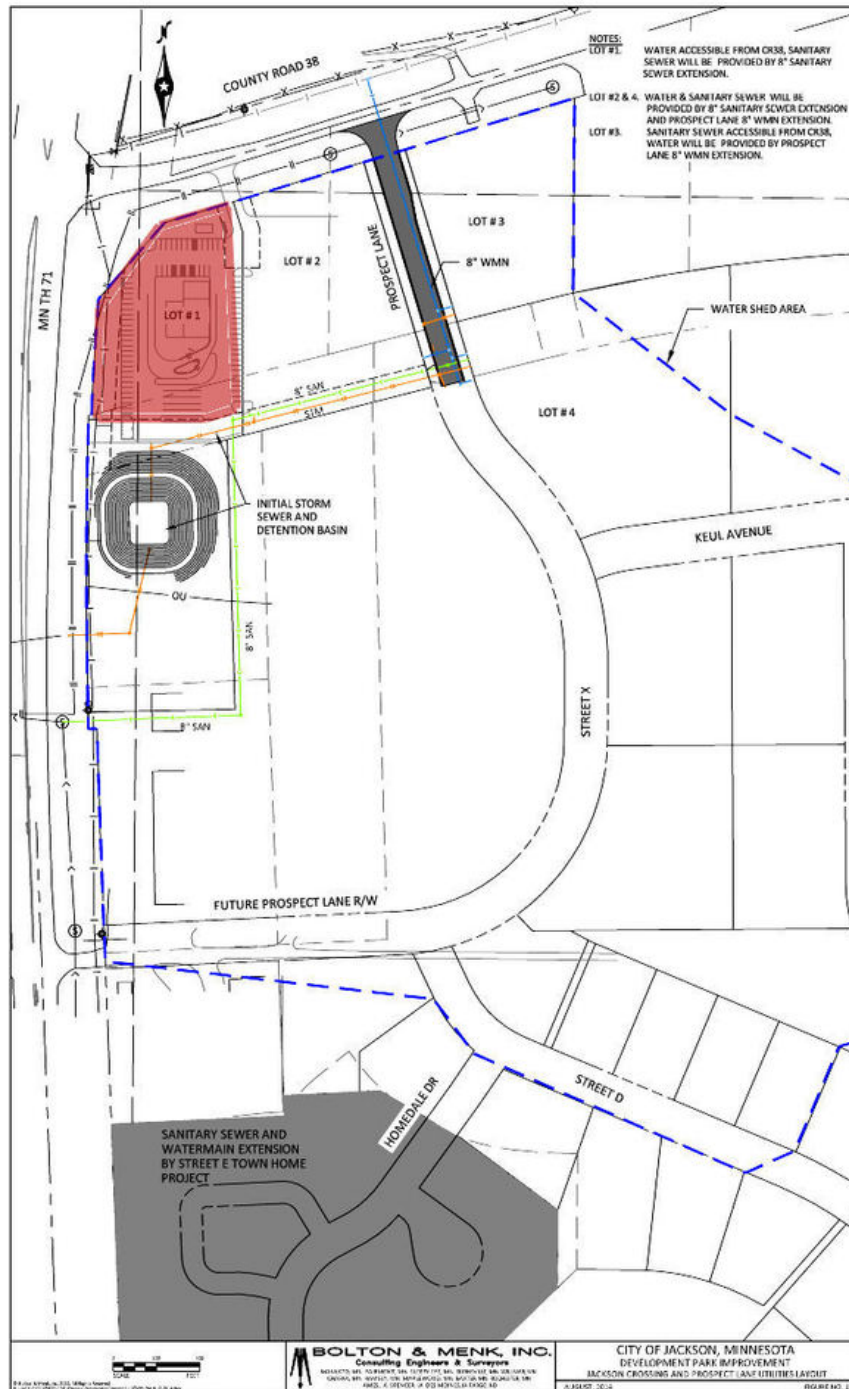 N
NOTES:
LOT #1. WATER ACCESSIBLE FROM CR38, SANITARY
SEWER WILL BE PROVIDED BY 8" SANITARY
SEWER EXTENSION.
LOT #2 & 4. WATER & SANITARY SEWER WILL BE
PROVIDED BY 8" SANITARY SEWER EXTENSION
AND PROSPECT LANE 8" WMN EXTENSION.
LOT #3. SANITARY SEWER ACCESSIBLE FROM CR38,
WATER WILL BE PROVIDED BY PROSPECT
LANE 8" WMN EXTENSION.
COUNTY ROAD 38
MN TH 71
LOT # 1
LOT # 2
PROSPECT LANE
LOT # 3
8" WMN
WATER SHED AREA
8" SAN
STM
LOT # 4
INITIAL STORM
SEWER AND
DETENTION BASIN
KEUL AVENUE
OU
8" SAN
8" SAN
STREET X
FUTURE PROSPECT LANE R/W
STREET D
HOMEDALE DR
SANITARY SEWER AND
WATERMAIN EXTENSION
BY STREET E TOWN HOME
PROJECT
SCALE FEET
BOLTON & MENK, INC.
Consulting Engineers & Surveyors
CITY OF JACKSON, MINNESOTA
DEVELOPMENT PARK IMPROVEMENT
JACKSON CROSSING AND PROSPECT LANE UTILITIES LAYOUT
AUGUST, 2014
FIGURE NO.